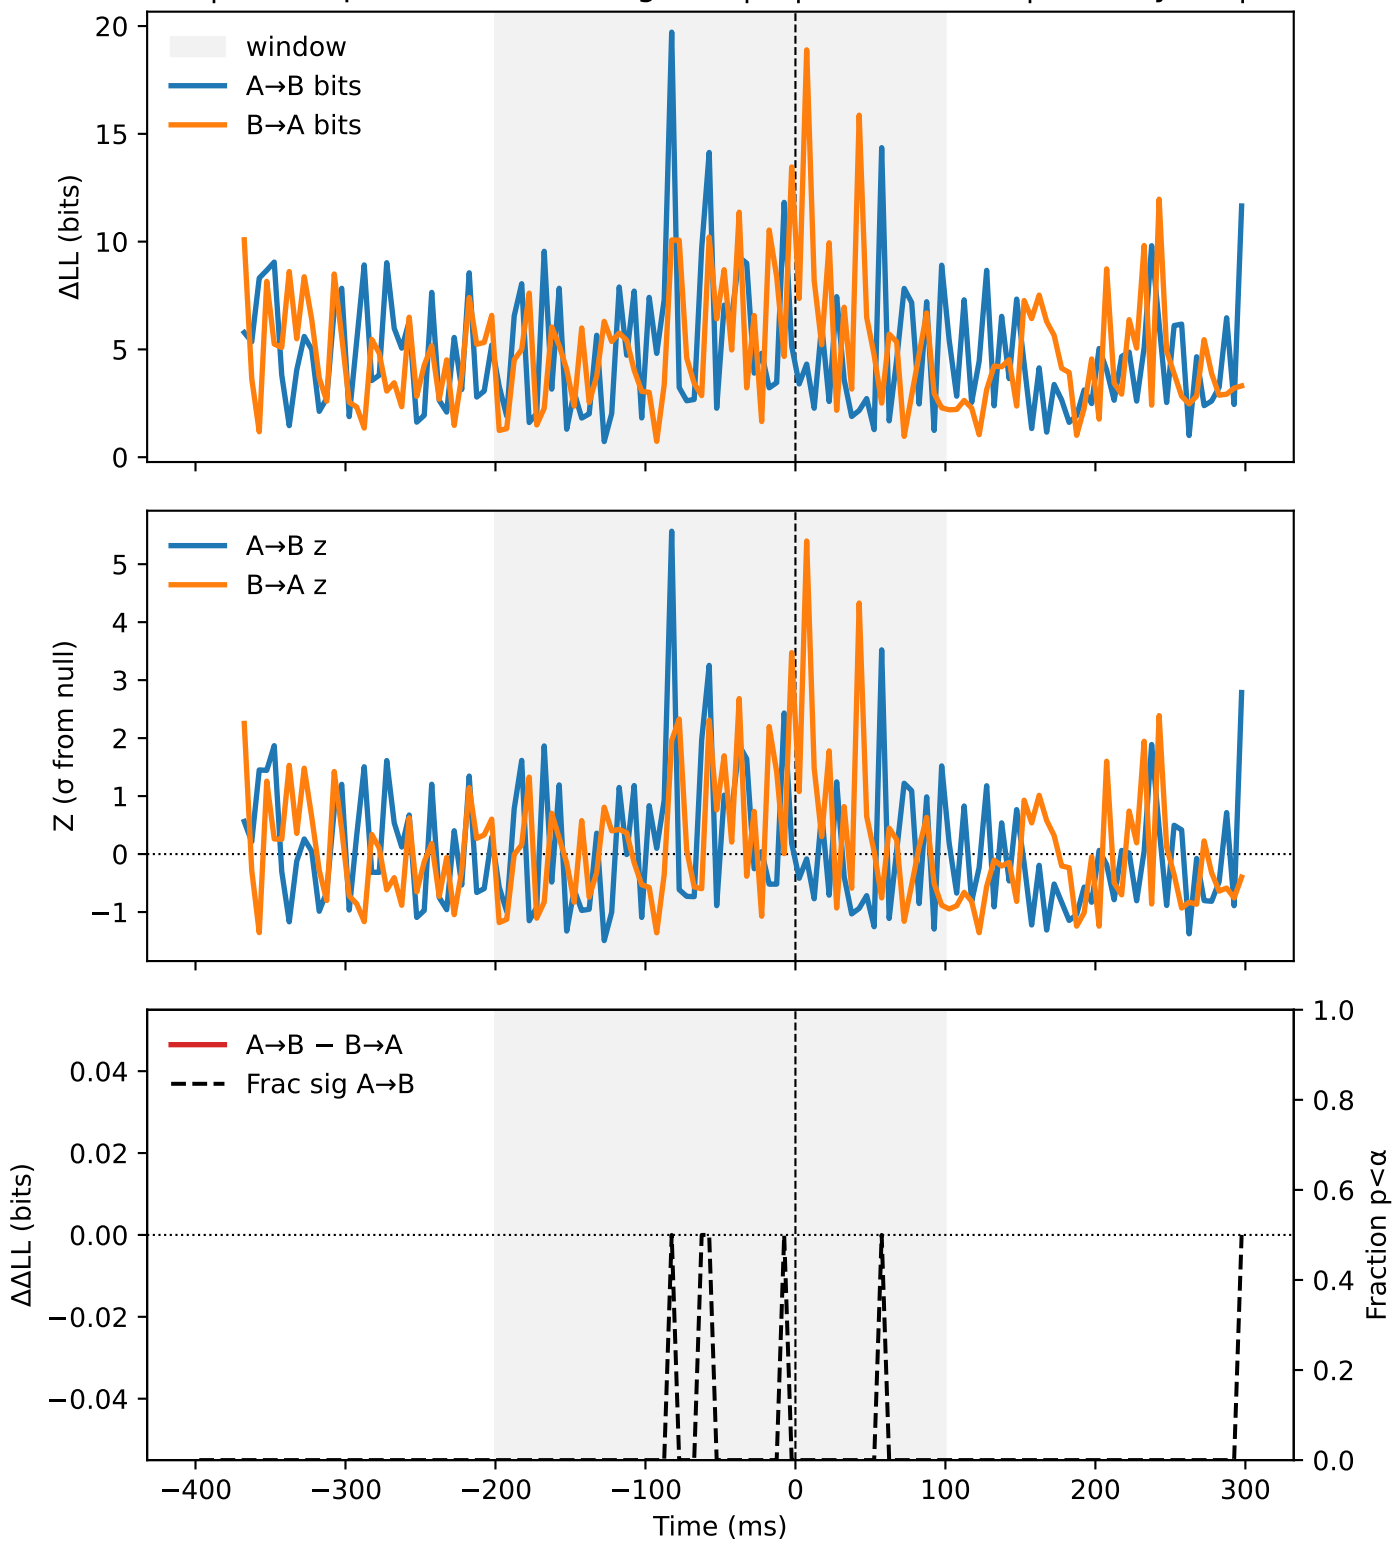 20
15
10
5
0
ΔLL (bits)
window
A→B bits
B→A bits
5
4
3
2
1
0
−1
Z (σ from null)
A→B z
B→A z
0.04
0.02
0.00
−0.02
−0.04
ΔΔLL (bits)
A→B − B→A
Frac sig A→B
1.0
0.8
0.6
0.4
0.2
0.0
Fraction p<α
−400 −300 −200 −100 0 100 200 300
Time (ms)